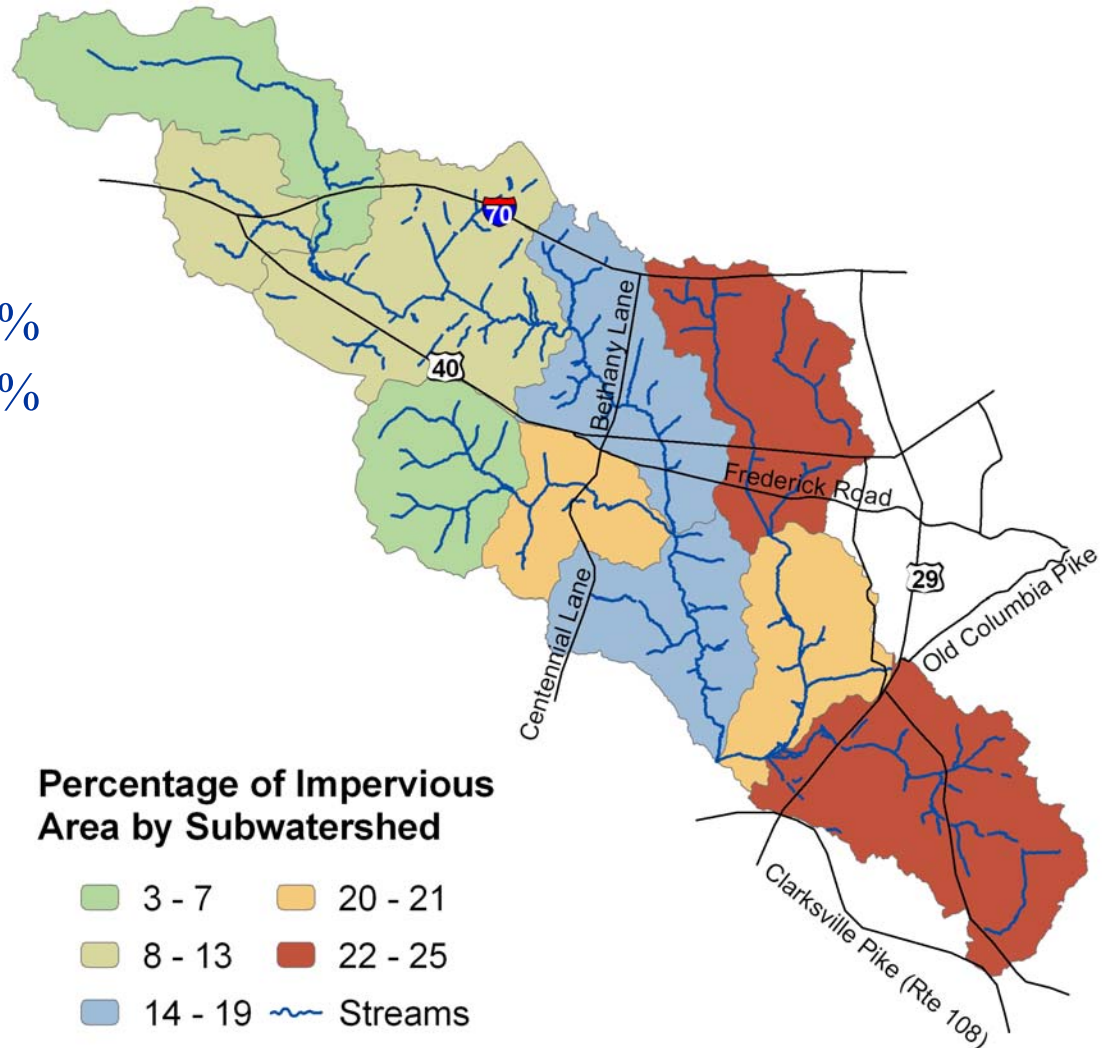 %
%
70
40
Bethany Lane
Frederick Road
29
Old Columbia Pike
Centennial Lane
Clarksville Pike (Rte 108)
Percentage of Impervious
Area by Subwatershed
3 - 7
20 - 21
8 - 13
22 - 25
14 - 19
Streams